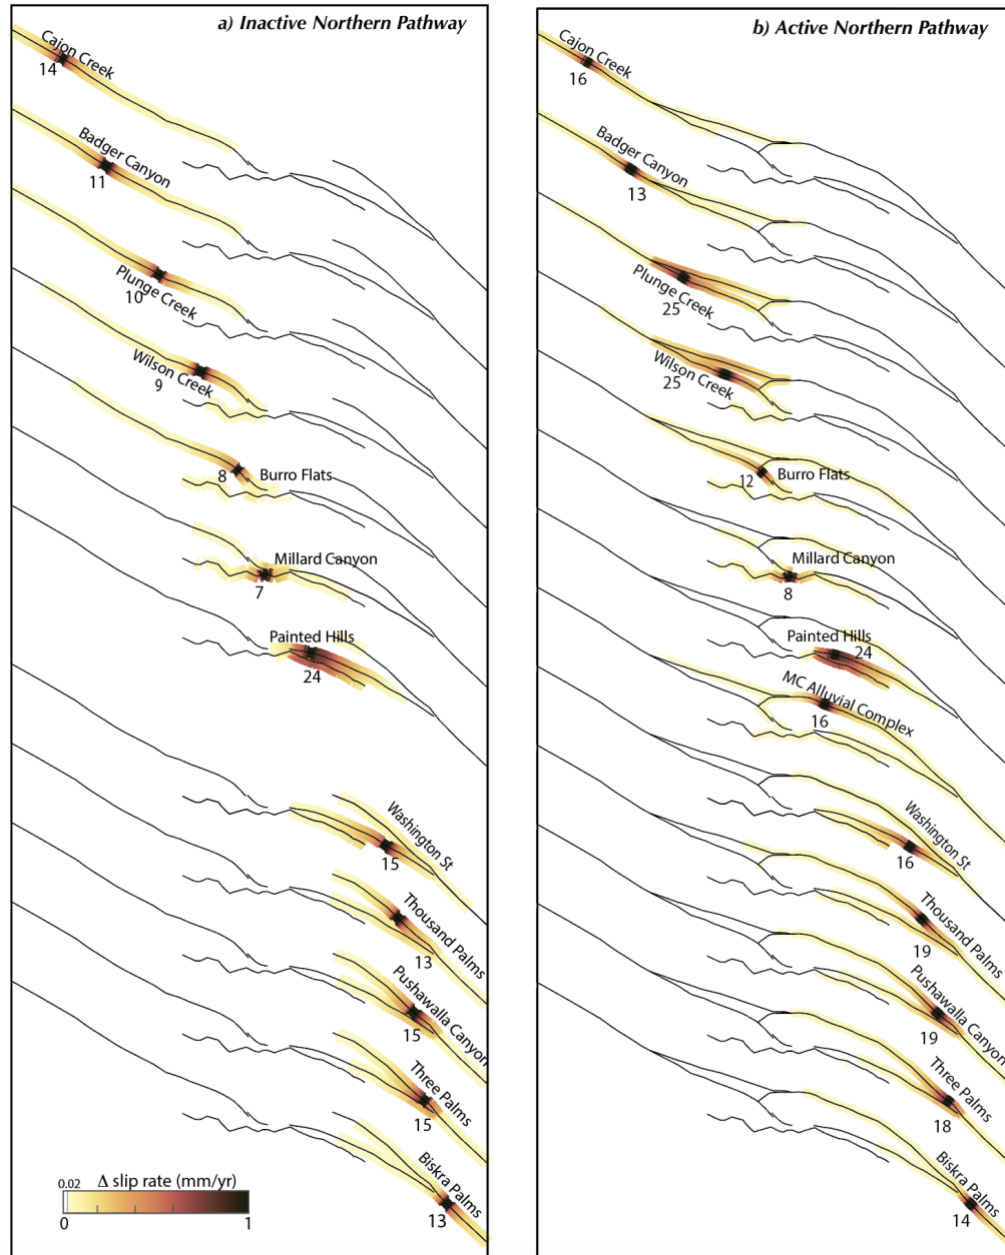 a) Inactive Northern Pathway
Cajon Creek
14
Badger Canyon
11
Plunge Creek
10
Wilson Creek
9
Burro Flats
8
Millard Canyon
7
Painted Hills
24
Washington St
15
Thousand Palms
13
Pushawalla Canyon
15
Three Palms
15
Biskra Palms
13
Δ slip rate (mm/yr)
0.02
0 1
b) Active Northern Pathway
Cajon Creek
16
Badger Canyon
13
Plunge Creek
25
Wilson Creek
25
Burro Flats
12
Millard Canyon
8
Painted Hills
24
MC Alluvial Complex
16
Washington St
16
Thousand Palms
19
Pushawalla Canyon
19
Three Palms
18
Biskra Palms
14